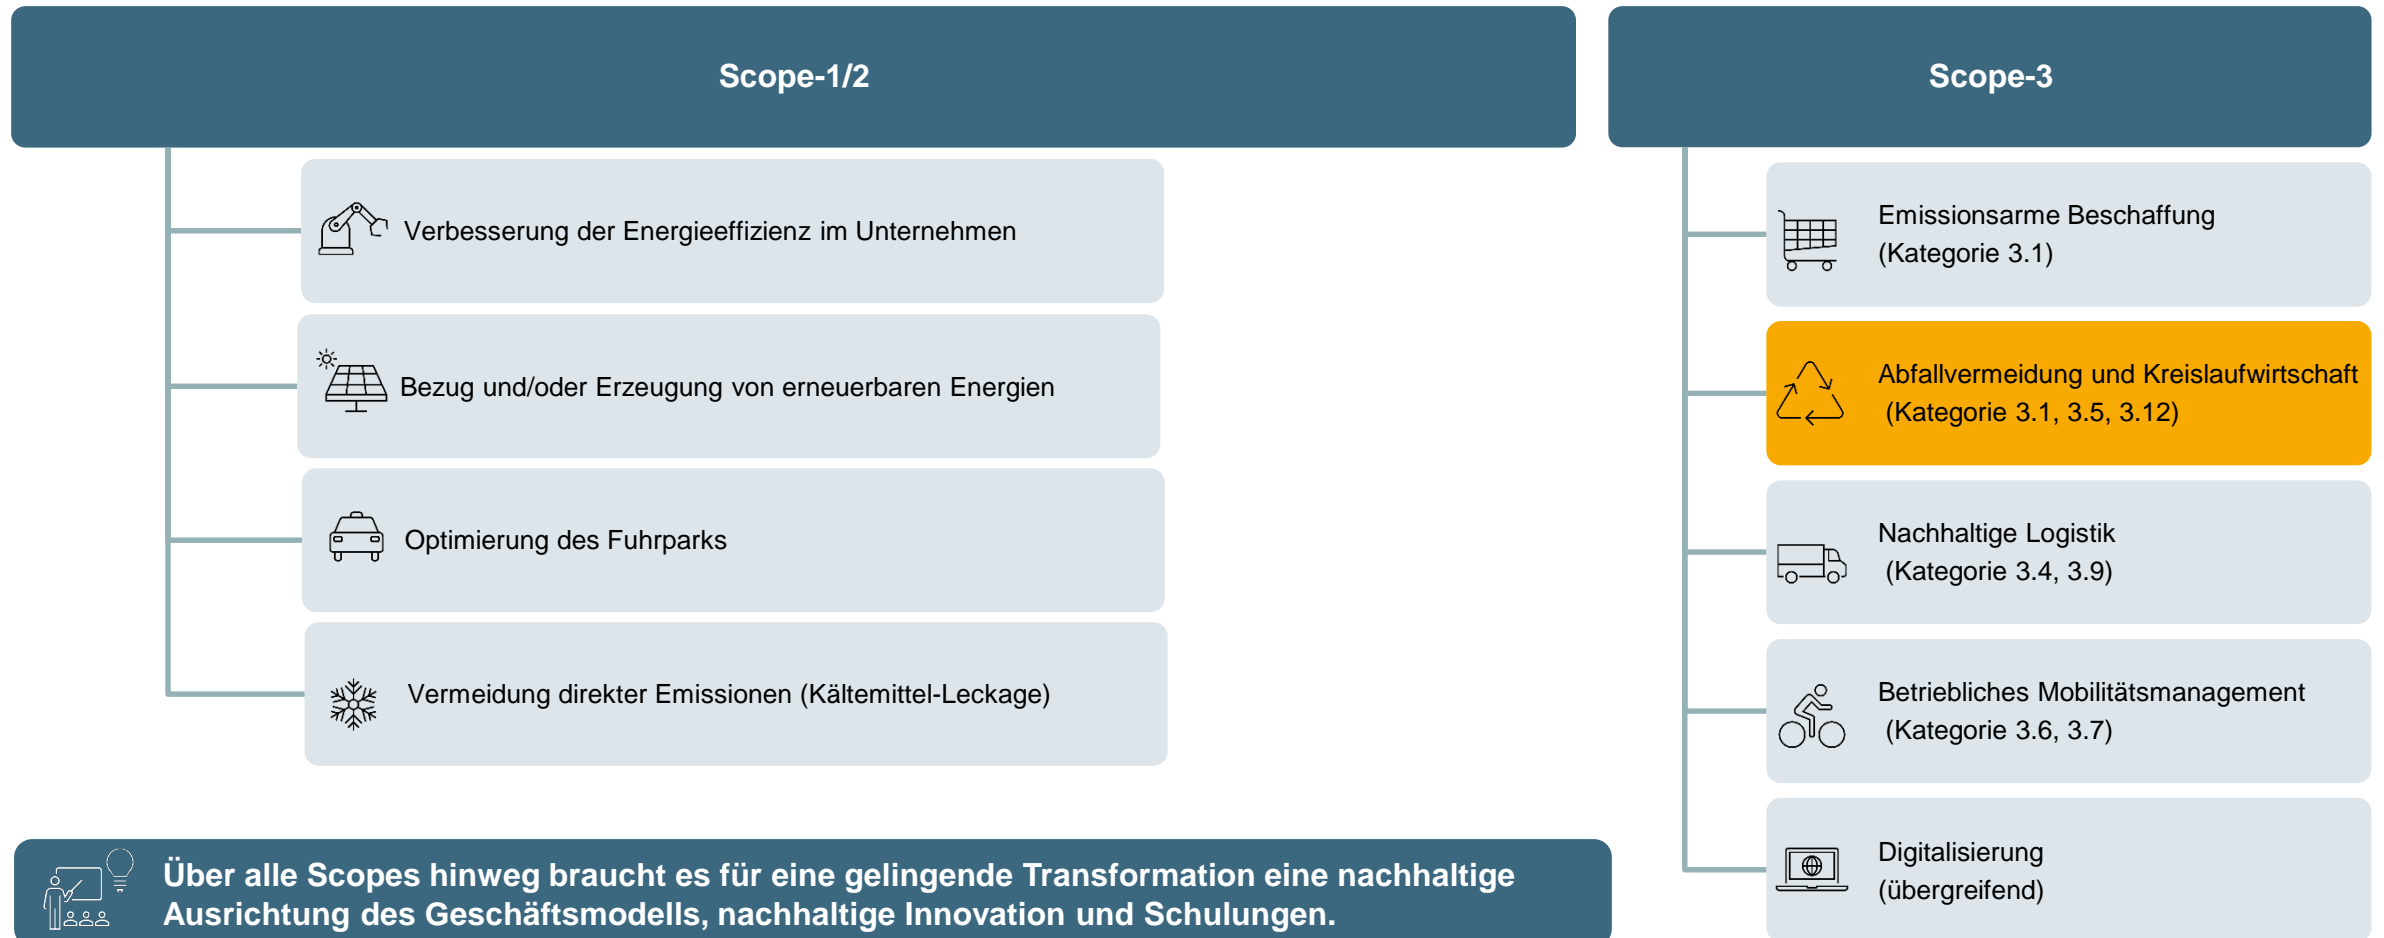 Scope-1/2
Verbesserung der Energieeffizienz im Unternehmen
Bezug und/oder Erzeugung von erneuerbaren Energien
Optimierung des Fuhrparks
Vermeidung direkter Emissionen (Kältemittel-Leckage)
Scope-3
Emissionsarme Beschaffung
(Kategorie 3.1)
Abfallvermeidung und Kreislaufwirtschaft
(Kategorie 3.1, 3.5, 3.12)
Nachhaltige Logistik
(Kategorie 3.4, 3.9)
Betriebliches Mobilitätsmanagement
(Kategorie 3.6, 3.7)
Digitalisierung
(übergreifend)
Über alle Scopes hinweg braucht es für eine gelingende Transformation eine nachhaltige
Ausrichtung des Geschäftsmodells, nachhaltige Innovation und Schulungen.